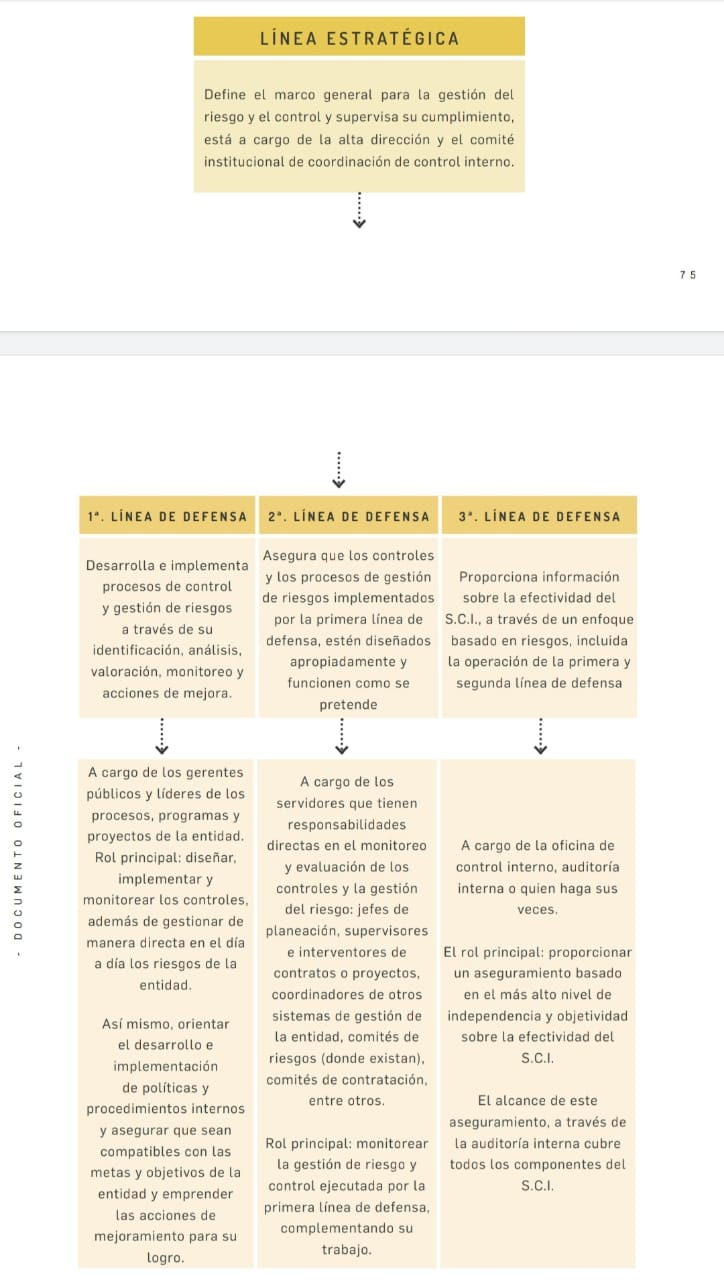 LÍNEA ESTRATÉGICA
Define el marco general para la gestión del
riesgo y el control y supervisa su cumplimiento,
está a cargo de la alta dirección y el comité
institucional de coordinación de control interno.
75
1ª. LÍNEA DE DEFENSA
Desarrolla e implementa
procesos de control
y gestión de riesgos
a través de su
identificación, análisis,
valoración, monitoreo y
acciones de mejora.
A cargo de los gerentes
públicos y líderes de los
procesos, programas y
proyectos de la entidad.
Rol principal: diseñar,
implementar y
monitorear los controles,
además de gestionar de
manera directa en el día
a día los riesgos de la
entidad.
Así mismo, orientar
el desarrollo e
implementación
de políticas y
procedimientos internos
y asegurar que sean
compatibles con las
metas y objetivos de la
entidad y emprender
las acciones de
mejoramiento para su
logro.
2ª. LÍNEA DE DEFENSA
Asegura que los controles
y los procesos de gestión
de riesgos implementados
por la primera línea de
defensa, estén diseñados
apropiadamente y
funcionen como se
pretende
A cargo de los
servidores que tienen
responsabilidades
directas en el monitoreo
y evaluación de los
controles y la gestión
del riesgo: jefes de
planeación, supervisores
e interventores de
contratos o proyectos,
coordinadores de otros
sistemas de gestión de
la entidad, comités de
riesgos (donde existan),
comités de contratación,
entre otros.
Rol principal: monitorear
la gestión de riesgo y
control ejecutada por la
primera línea de defensa,
complementando su
trabajo.
3ª. LÍNEA DE DEFENSA
Proporciona información
sobre la efectividad del
S.C.I., a través de un enfoque
basado en riesgos, incluida
la operación de la primera y
segunda línea de defensa
A cargo de la oficina de
control interno, auditoría
interna o quien haga sus
veces.
El rol principal: proporcionar
un aseguramiento basado
en el más alto nivel de
independencia y objetividad
sobre la efectividad del
S.C.I.
El alcance de este
aseguramiento, a través de
la auditoría interna cubre
todos los componentes del
S.C.I.
- DOCUMENTO OFICIAL -